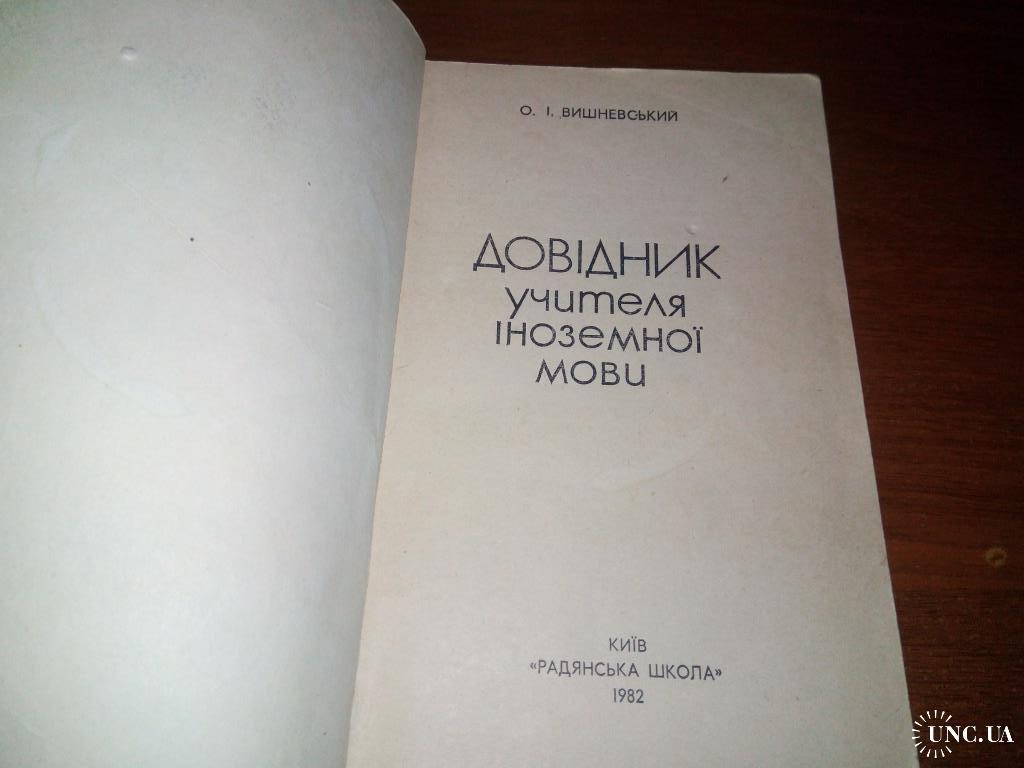 О. І. ВИШНЕВСЬКИЙ
ДОВІДНИК
учителя
іноземної
мови
КИЇВ
«РАДЯНСЬКА ШКОЛА»
1982
UNC.UA